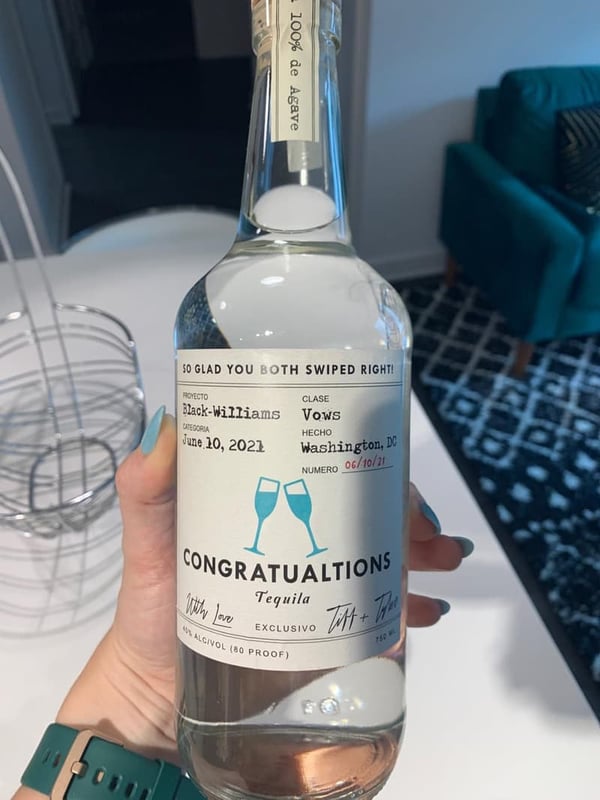 100% de Agave
SO GLAD YOU BOTH SWIPED RIGHT!
PROYECTO
Black-Williams
CLASE
Vows
CATEGORIA
June 10, 2021
HECHO
Washington, DC
NUMERO 06/10/21
CONGRATUALTIONS
Tequila
With Love
EXCLUSIVO
Tiff +
40% ALC/VOL (80 PROOF)
750 ML